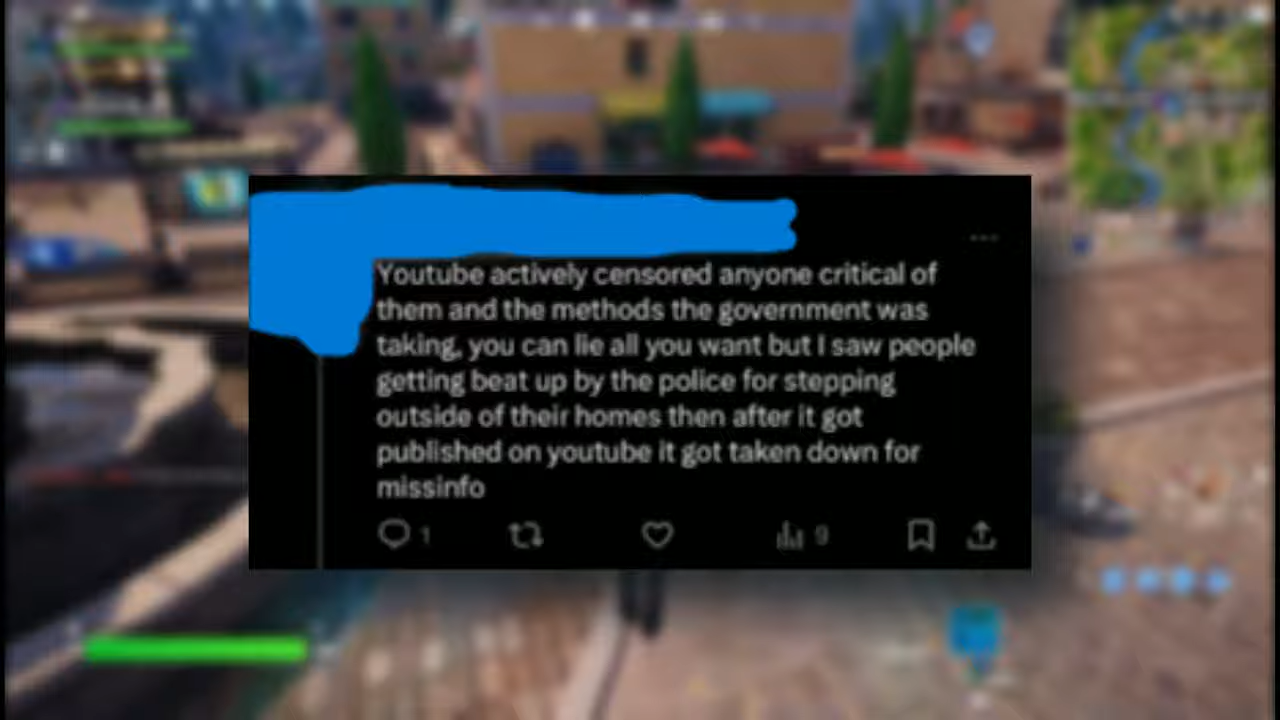 Youtube actively censored anyone critical of
them and the methods the government was
taking, you can lie all you want but I saw people
getting beat up by the police for stepping
outside of their homes then after it got
published on youtube it got taken down for
missinfo
1 9